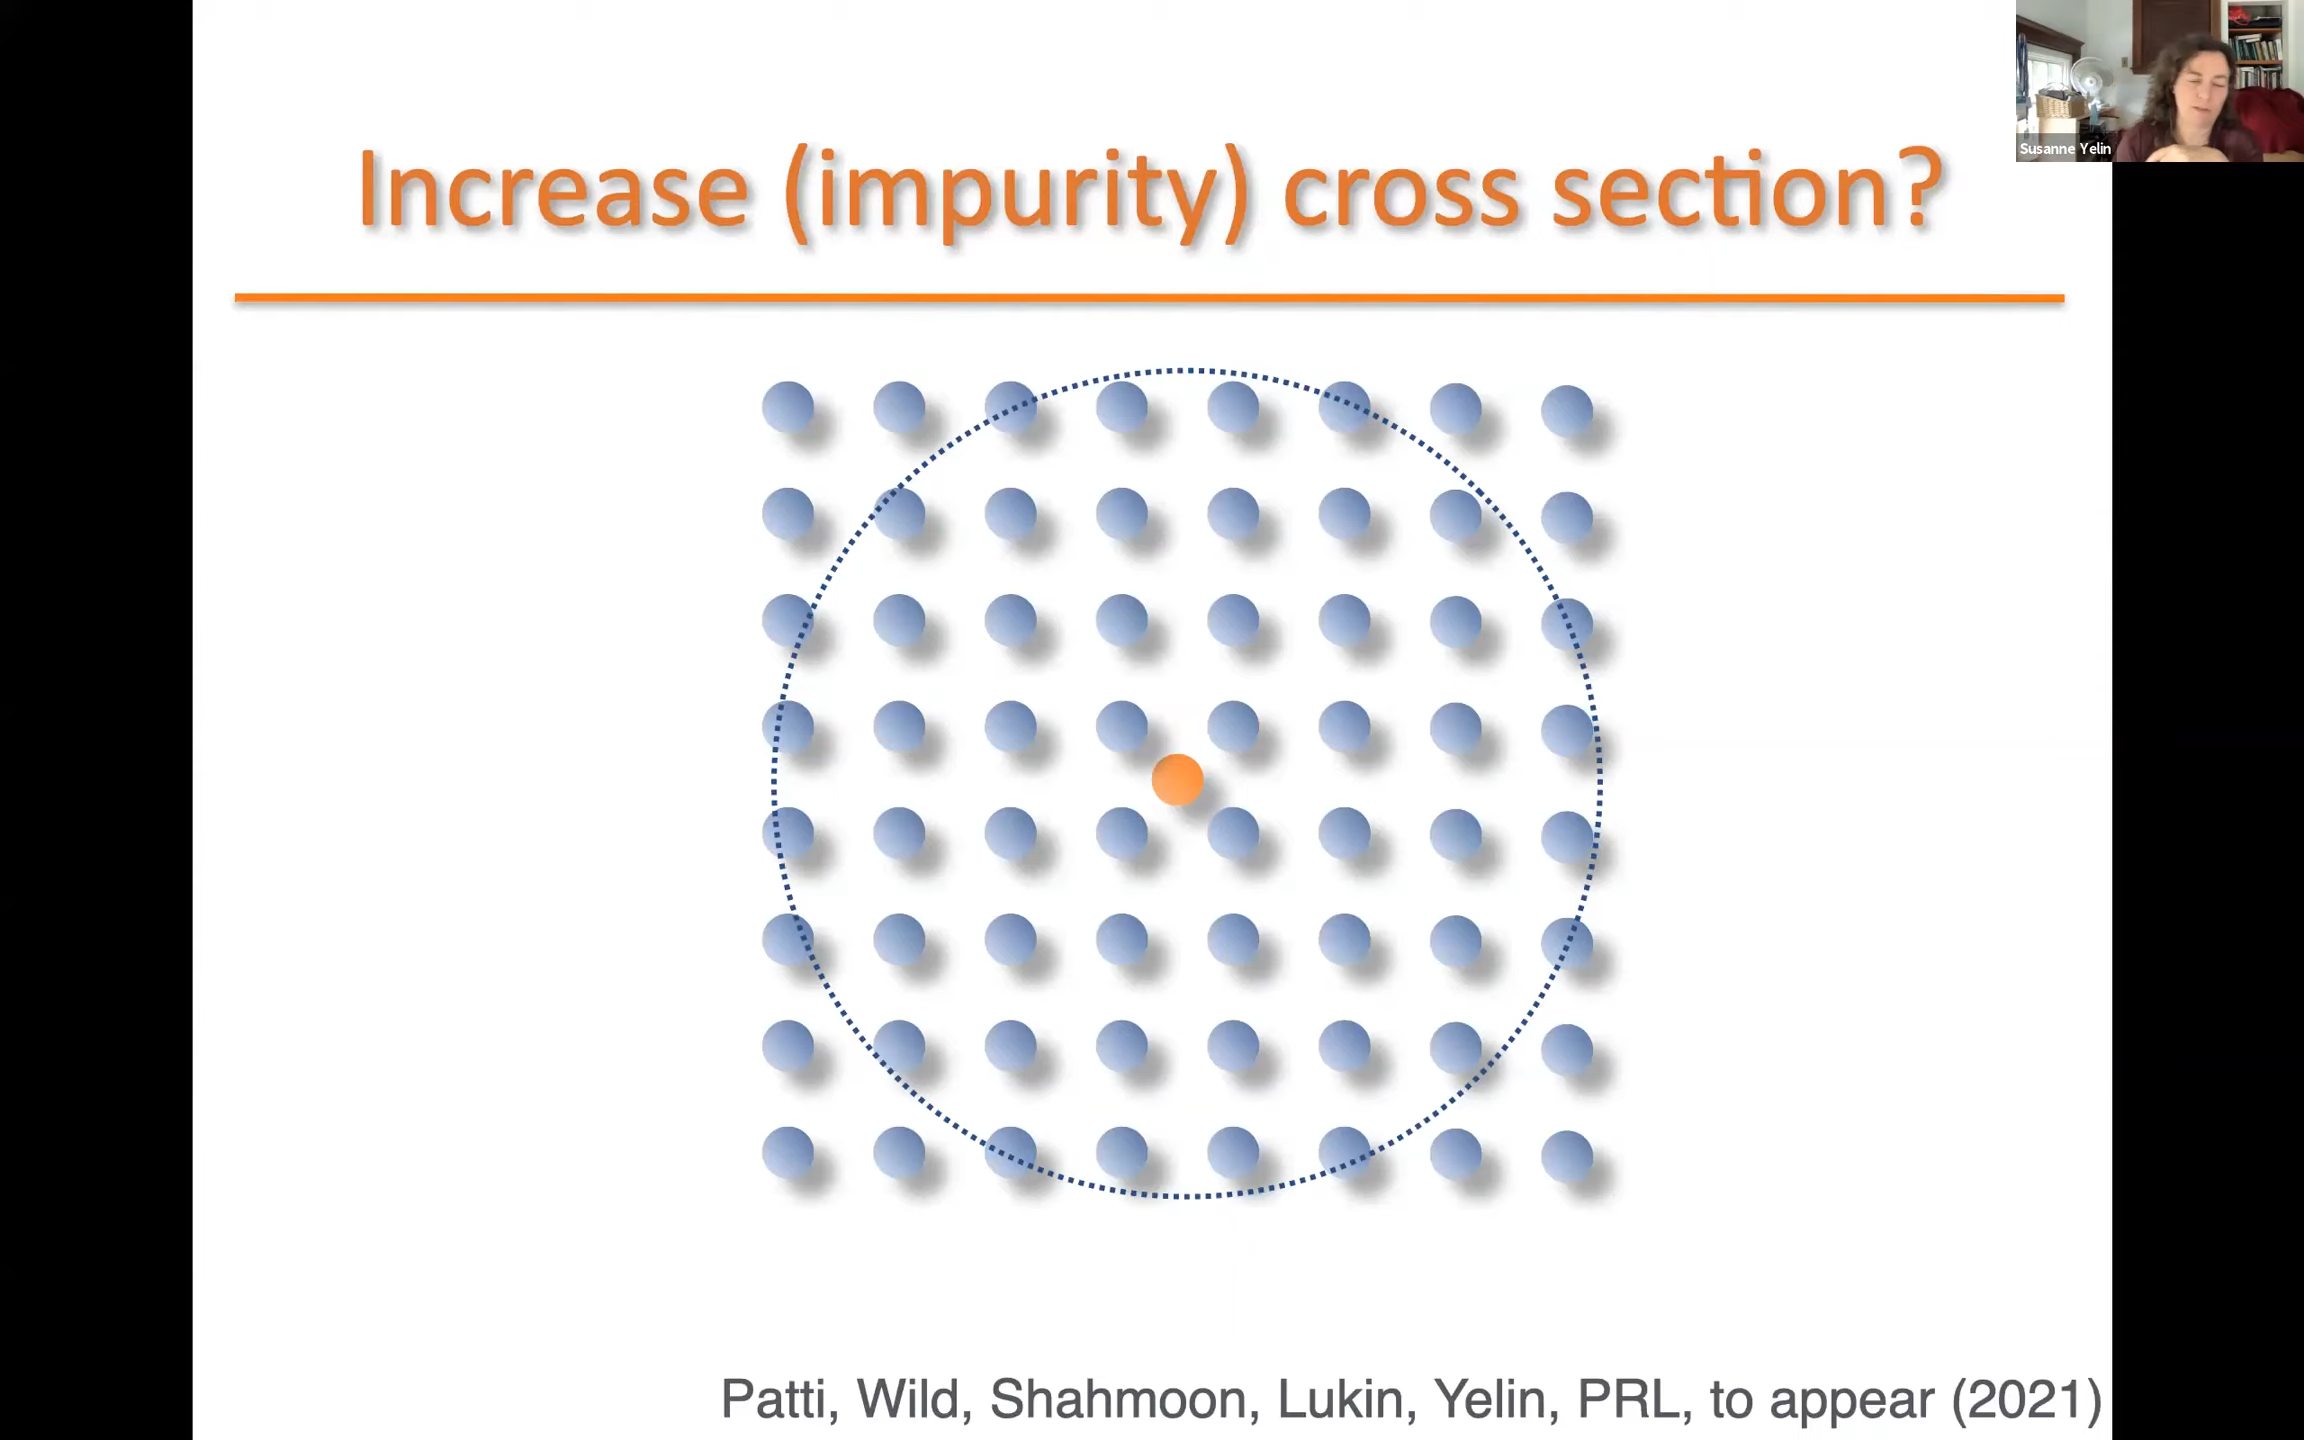 Susanne Yelin
Increase (impurity) cross section?
Patti, Wild, Shahmoon, Lukin, Yelin, PRL, to appear (2021)